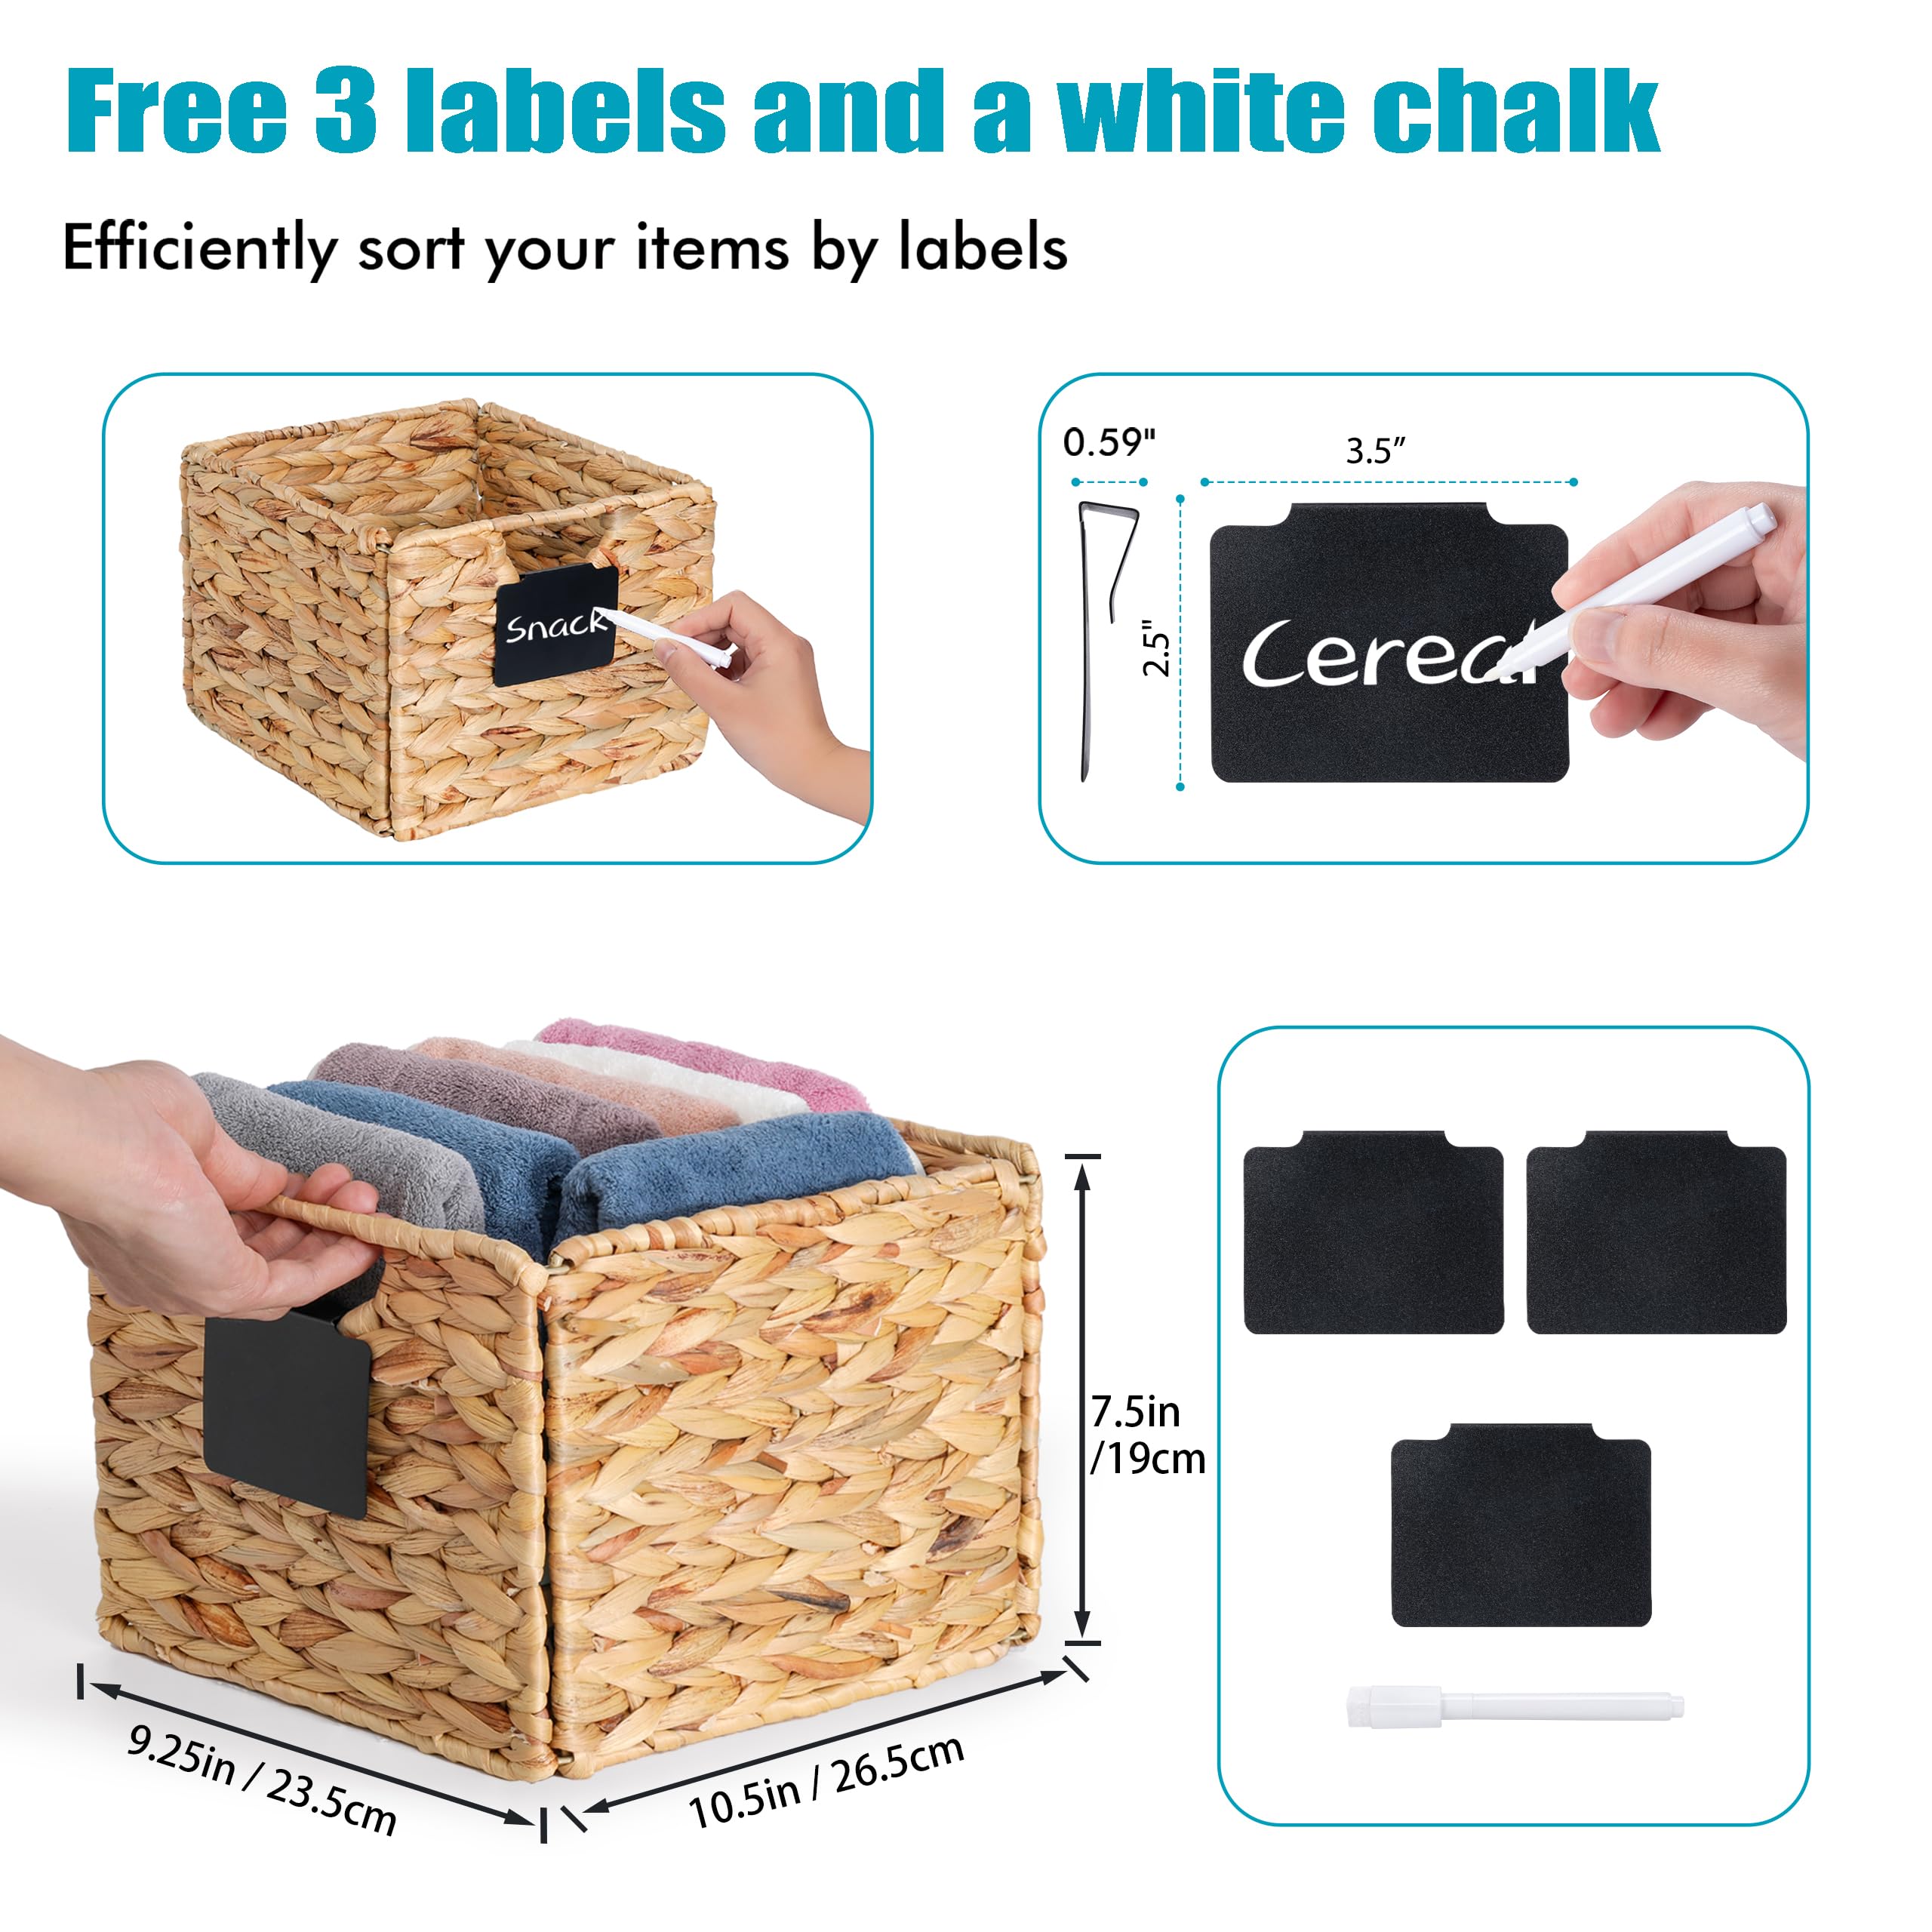 Free 3 labels and a white chalk
Efficiently sort your items by labels
Snack
0.59"
3.5”
2.5"
Cereal
7.5in
/19cm
9.25in / 23.5cm
10.5in / 26.5cm